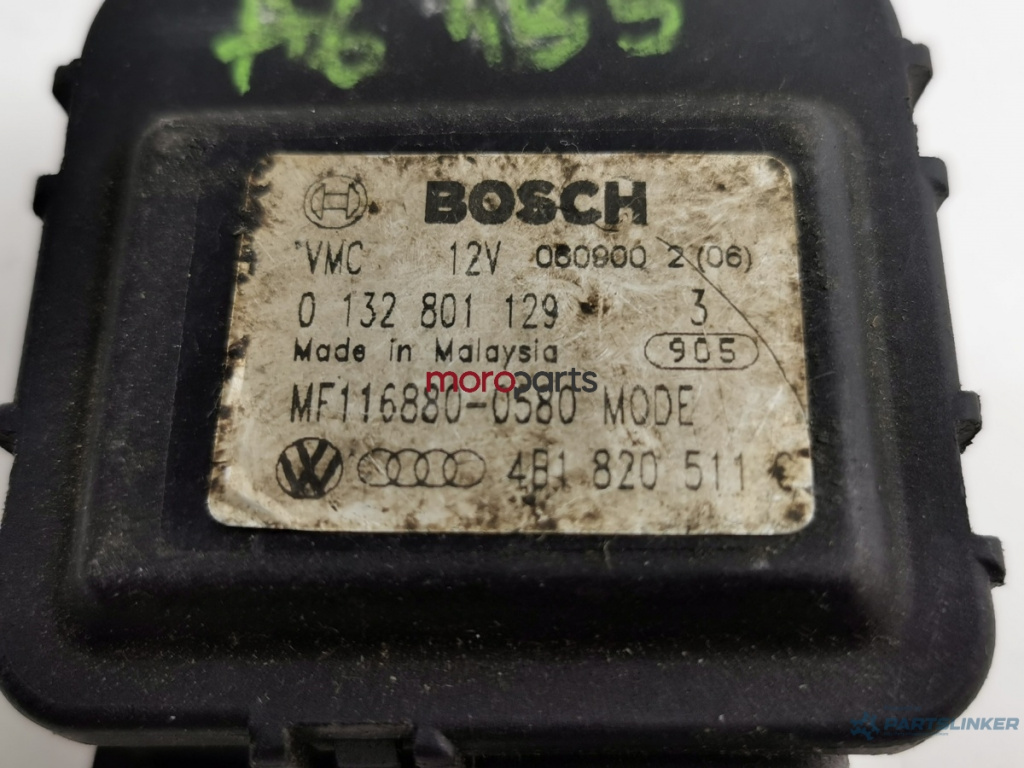 BOSCH
VMC 12V 060900 2 (06)
0 132 801 129 3
Made in Malaysia 905
moroparts
MF116880-0580 MODE
4B1 820 511 C
PARTSLINKER